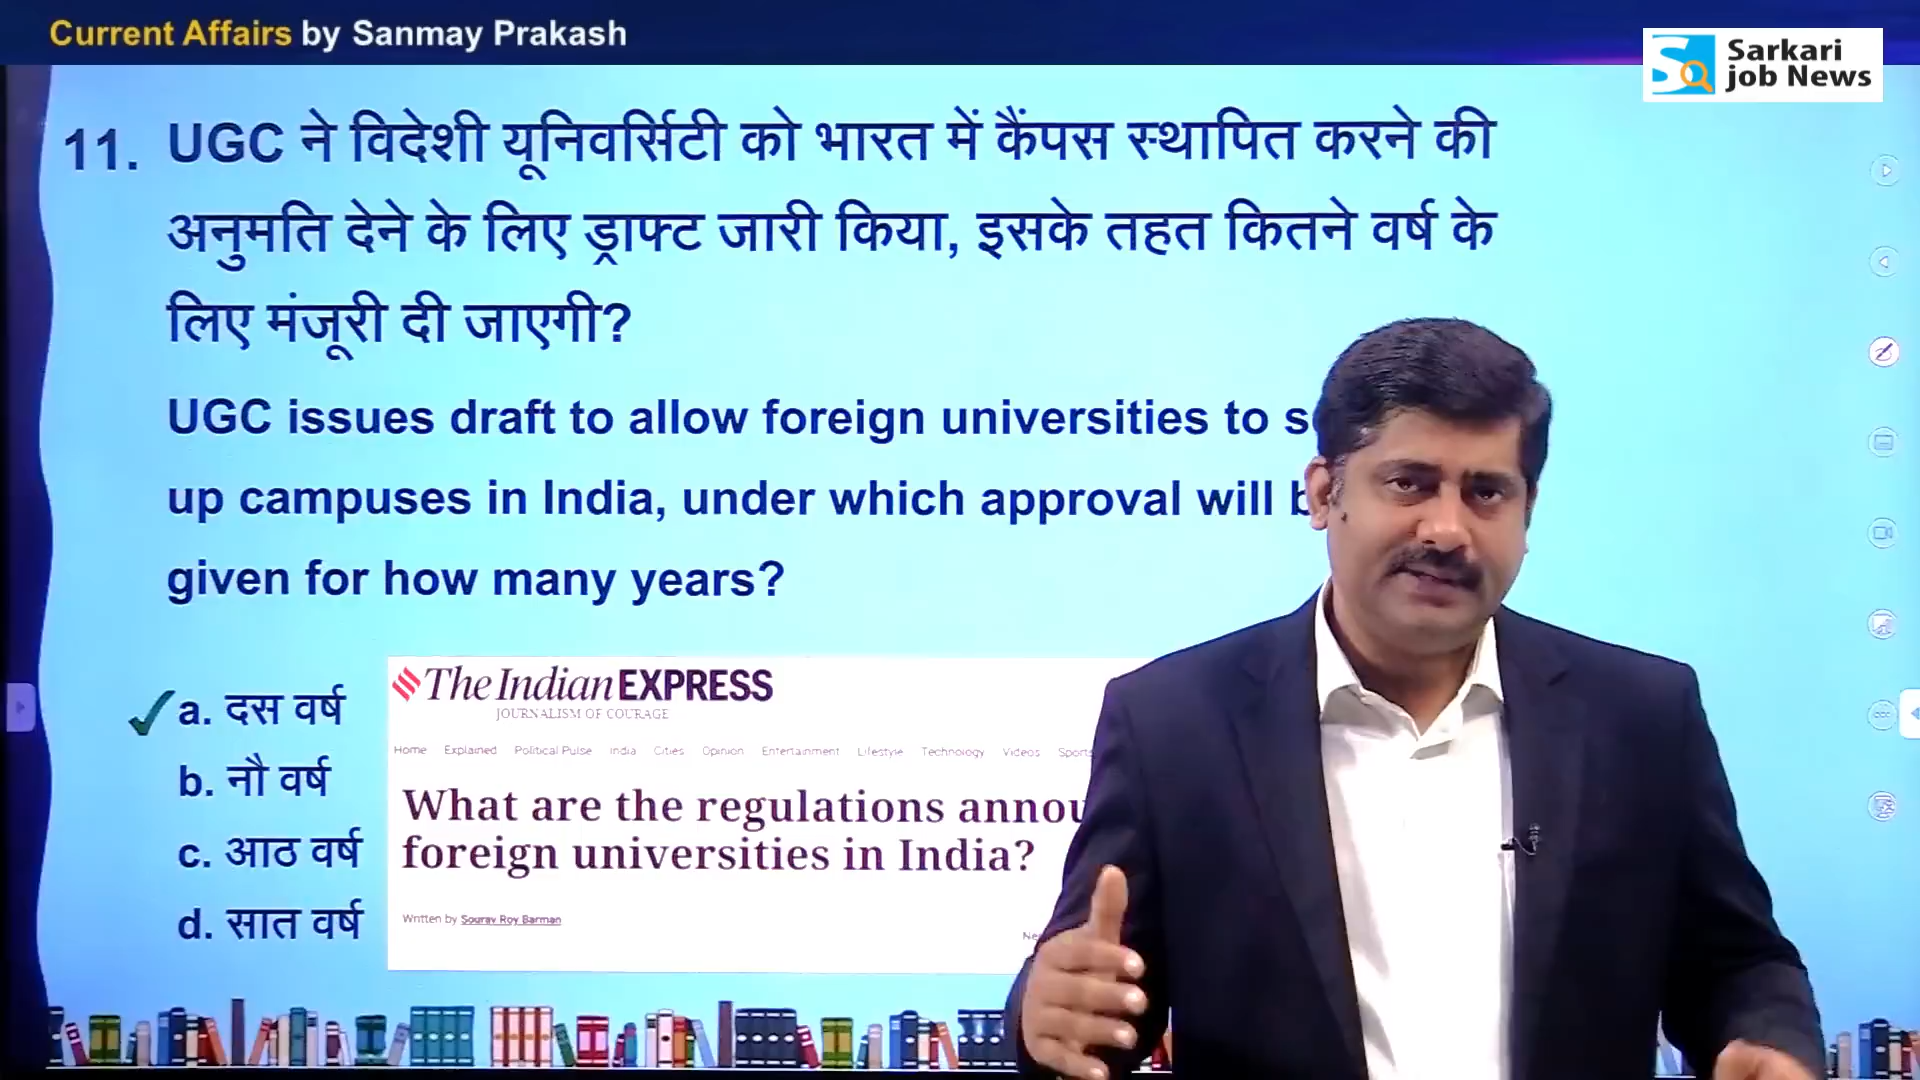 Current Affairs by Sanmay Prakash
Sarkari
job News
11. UGC ने विदेशी यूनिवर्सिटी को भारत में कैंपस स्थापित करने की
अनुमति देने के लिए ड्राफ्ट जारी किया, इसके तहत कितने वर्ष के
लिए मंजूरी दी जाएगी?
UGC issues draft to allow foreign universities to s
up campuses in India, under which approval will b
given for how many years?
a. दस वर्ष
b. नौ वर्ष
c. आठ वर्ष
d. सात वर्ष
The Indian EXPRESS
JOURNALISM OF COURAGE
Home Explained Political Pulse India Cities Opinion Entertainment Lifestyle Technology Videos Sports
What are the regulations annou
foreign universities in India?
Written by Sourav Roy Barman